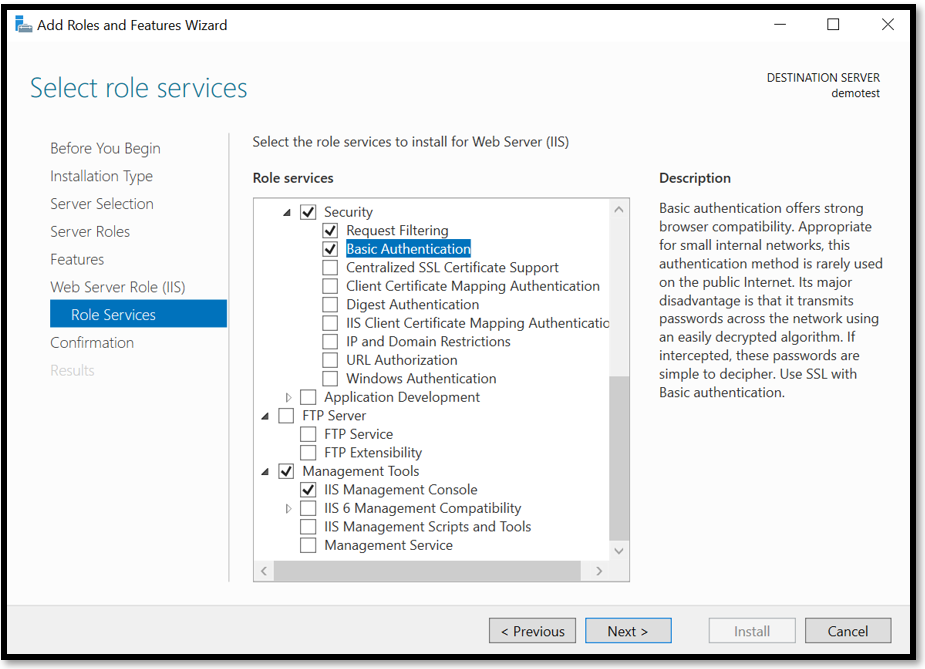 Add Roles and Features Wizard
Select role services
DESTINATION SERVER
demotest
Before You Begin
Installation Type
Server Selection
Server Roles
Features
Web Server Role (IIS)
Role Services
Confirmation
Results
Select the role services to install for Web Server (IIS)
Role services
Security
Request Filtering
Basic Authentication
Centralized SSL Certificate Support
Client Certificate Mapping Authentication
Digest Authentication
IIS Client Certificate Mapping Authenticatio
IP and Domain Restrictions
URL Authorization
Windows Authentication
Application Development
FTP Server
FTP Service
FTP Extensibility
Management Tools
IIS Management Console
IIS 6 Management Compatibility
IIS Management Scripts and Tools
Management Service
Description
Basic authentication offers strong
browser compatibility. Appropriate
for small internal networks, this
authentication method is rarely used
on the public Internet. Its major
disadvantage is that it transmits
passwords across the network using
an easily decrypted algorithm. If
intercepted, these passwords are
simple to decipher. Use SSL with
Basic authentication.
< Previous
Next >
Install
Cancel